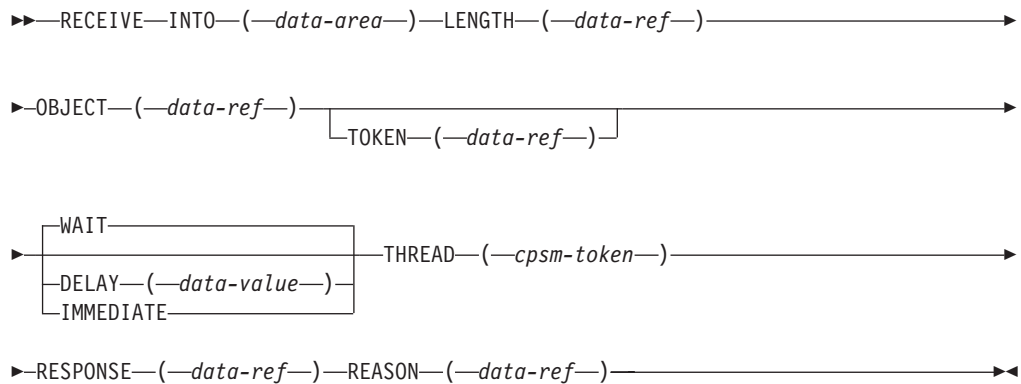 RECEIVE INTO ( data-area ) LENGTH ( data-ref )
OBJECT ( data-ref )
TOKEN ( data-ref )
WAIT
THREAD ( cpsm-token )
DELAY ( data-value )
IMMEDIATE
RESPONSE ( data-ref ) REASON ( data-ref )